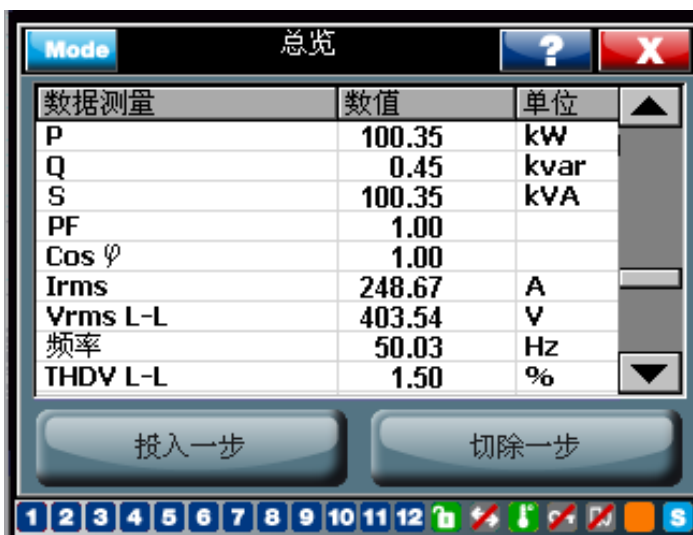 Mode 总览 ? X
数据测量 数值 单位
P 100.35 kW
Q 0.45 kvar
S 100.35 kVA
PF 1.00
Cos φ 1.00
Irms 248.67 A
Vrms L-L 403.54 V
频率 50.03 Hz
THDV L-L 1.50 %
投入一步 切除一步
1 2 3 4 5 6 7 8 9 10 11 12 S